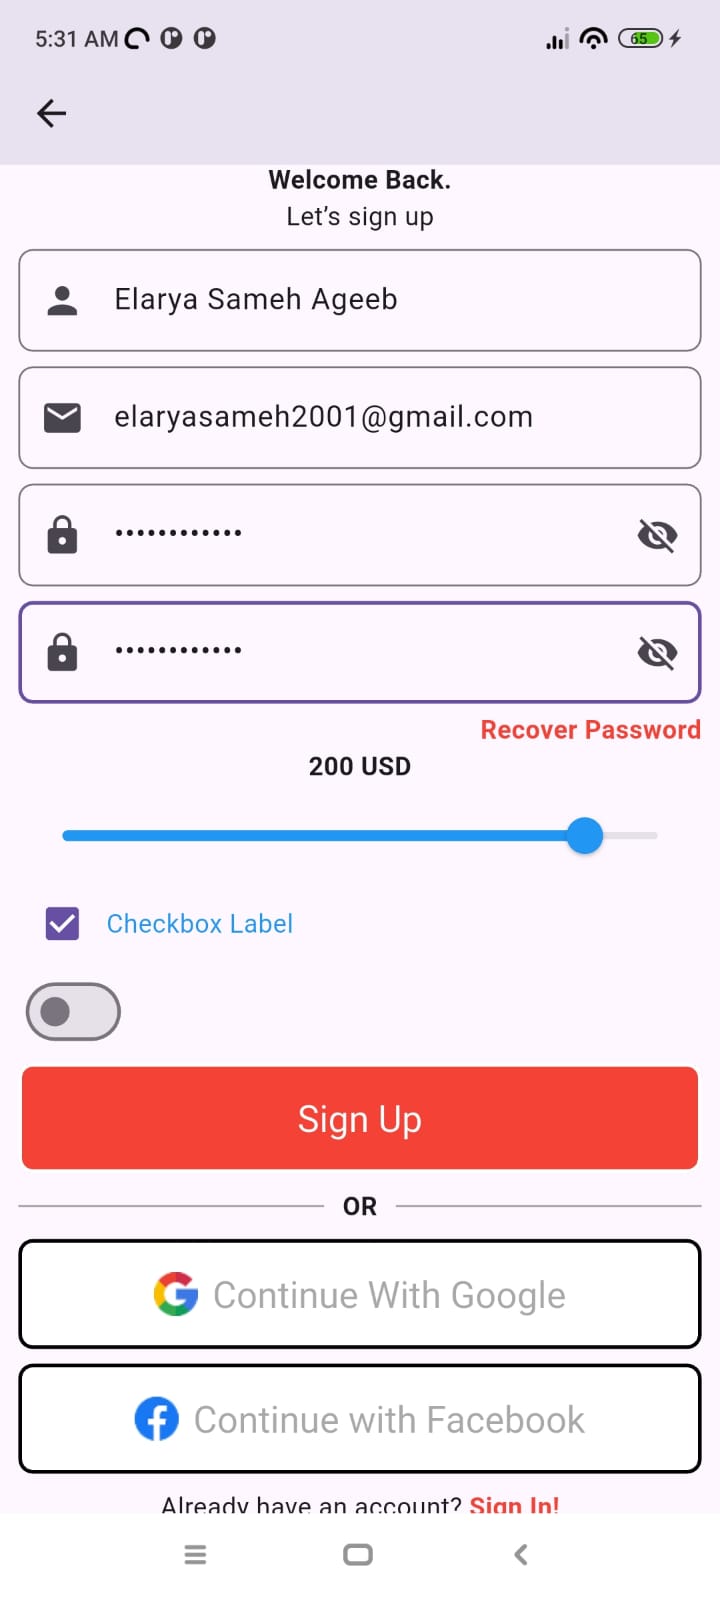 5:31 AM
65
Welcome Back.
Let's sign up
Elarya Sameh Ageeb
elaryasameh2001@gmail.com
••••••••••••
••••••••••••
Recover Password
200 USD
Checkbox Label
Sign Up
OR
Continue With Google
Continue with Facebook
Already have an account? Sign In!